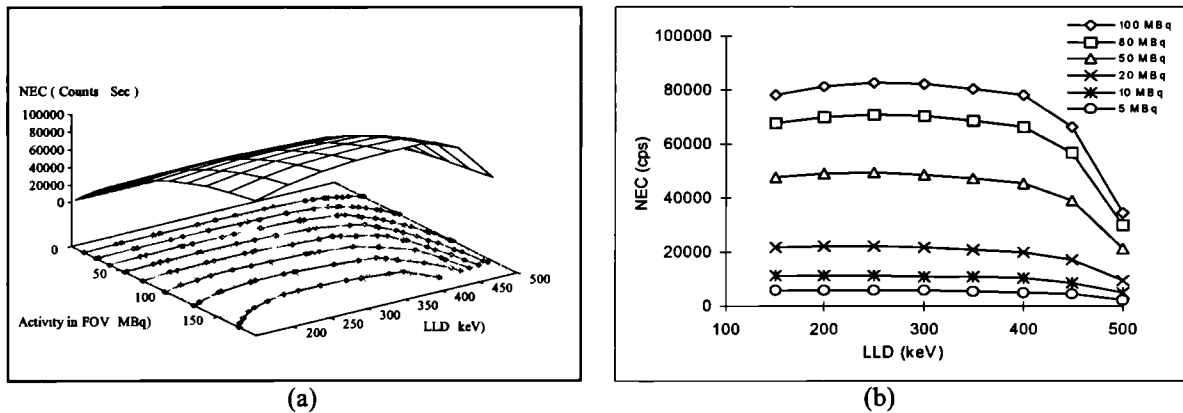 NEC ( Counts Sec )
100000
80000
60000
40000
20000
0
0
50
100
150
Activity in FOV MBq)
200
250
300
350
400
450
500
LLD keV)
(a)
100 MBq
80 MBq
50 MBq
20 MBq
10 MBq
5 MBq
NEC (cps)
100000
80000
60000
40000
20000
0
100
200
300
400
500
LLD (keV)
(b)